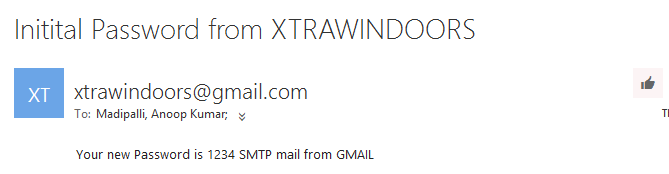 Initital Password from XTRAWINDOORS
XT
xtrawindoors@gmail.com
To: Madipalli, Anoop Kumar;
TI
Your new Password is 1234 SMTP mail from GMAIL